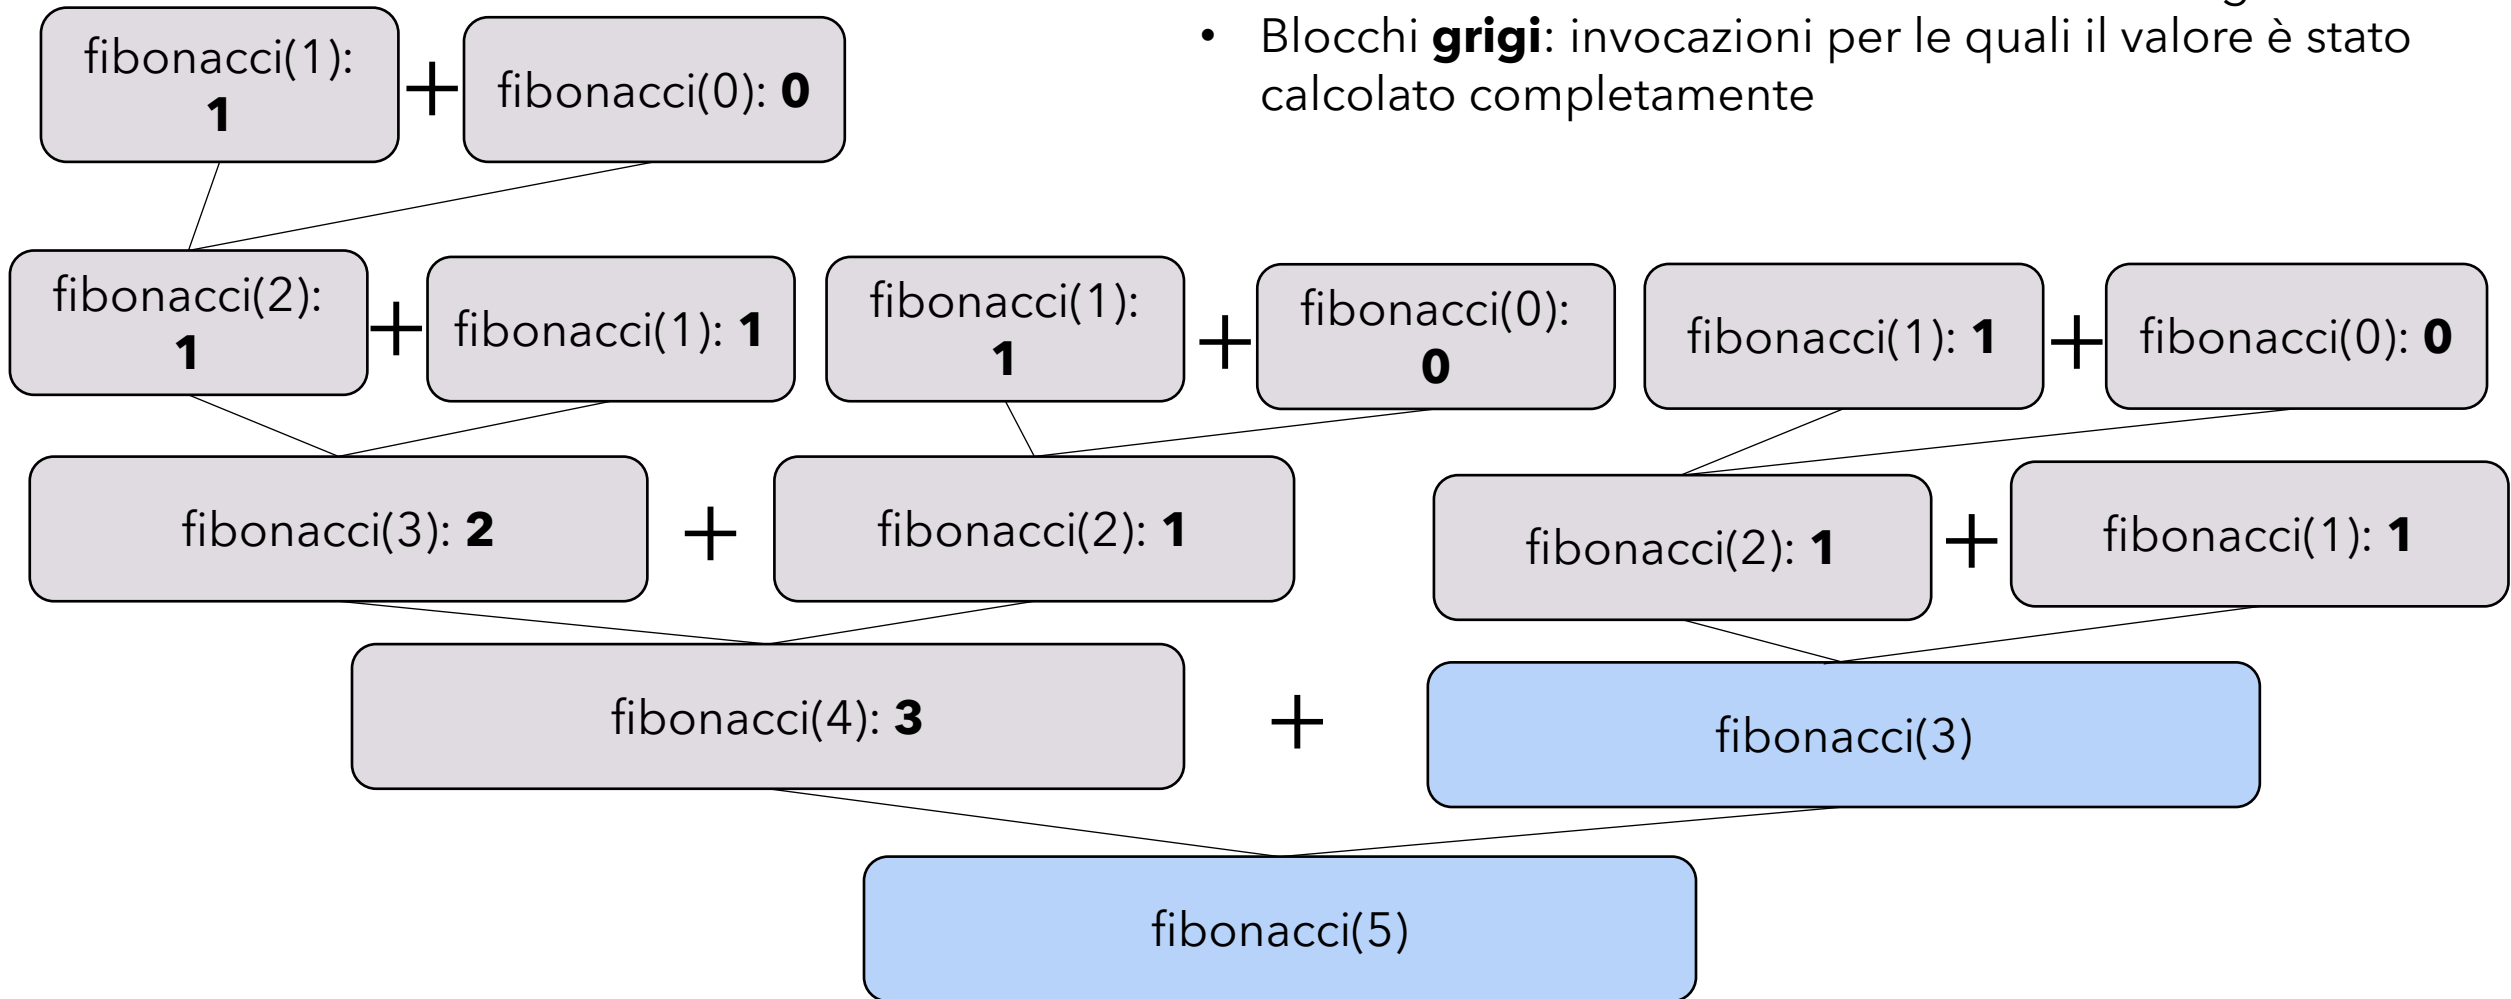 • Blocchi grigi: invocazioni per le quali il valore è stato
calcolato completamente
fibonacci(1):
1
+
fibonacci(0): 0
fibonacci(2):
1
+
fibonacci(1): 1
fibonacci(1):
1
+
fibonacci(0):
0
fibonacci(1): 1
+
fibonacci(0): 0
fibonacci(3): 2
+
fibonacci(2): 1
fibonacci(2): 1
+
fibonacci(1): 1
fibonacci(4): 3
+
fibonacci(3)
fibonacci(5)